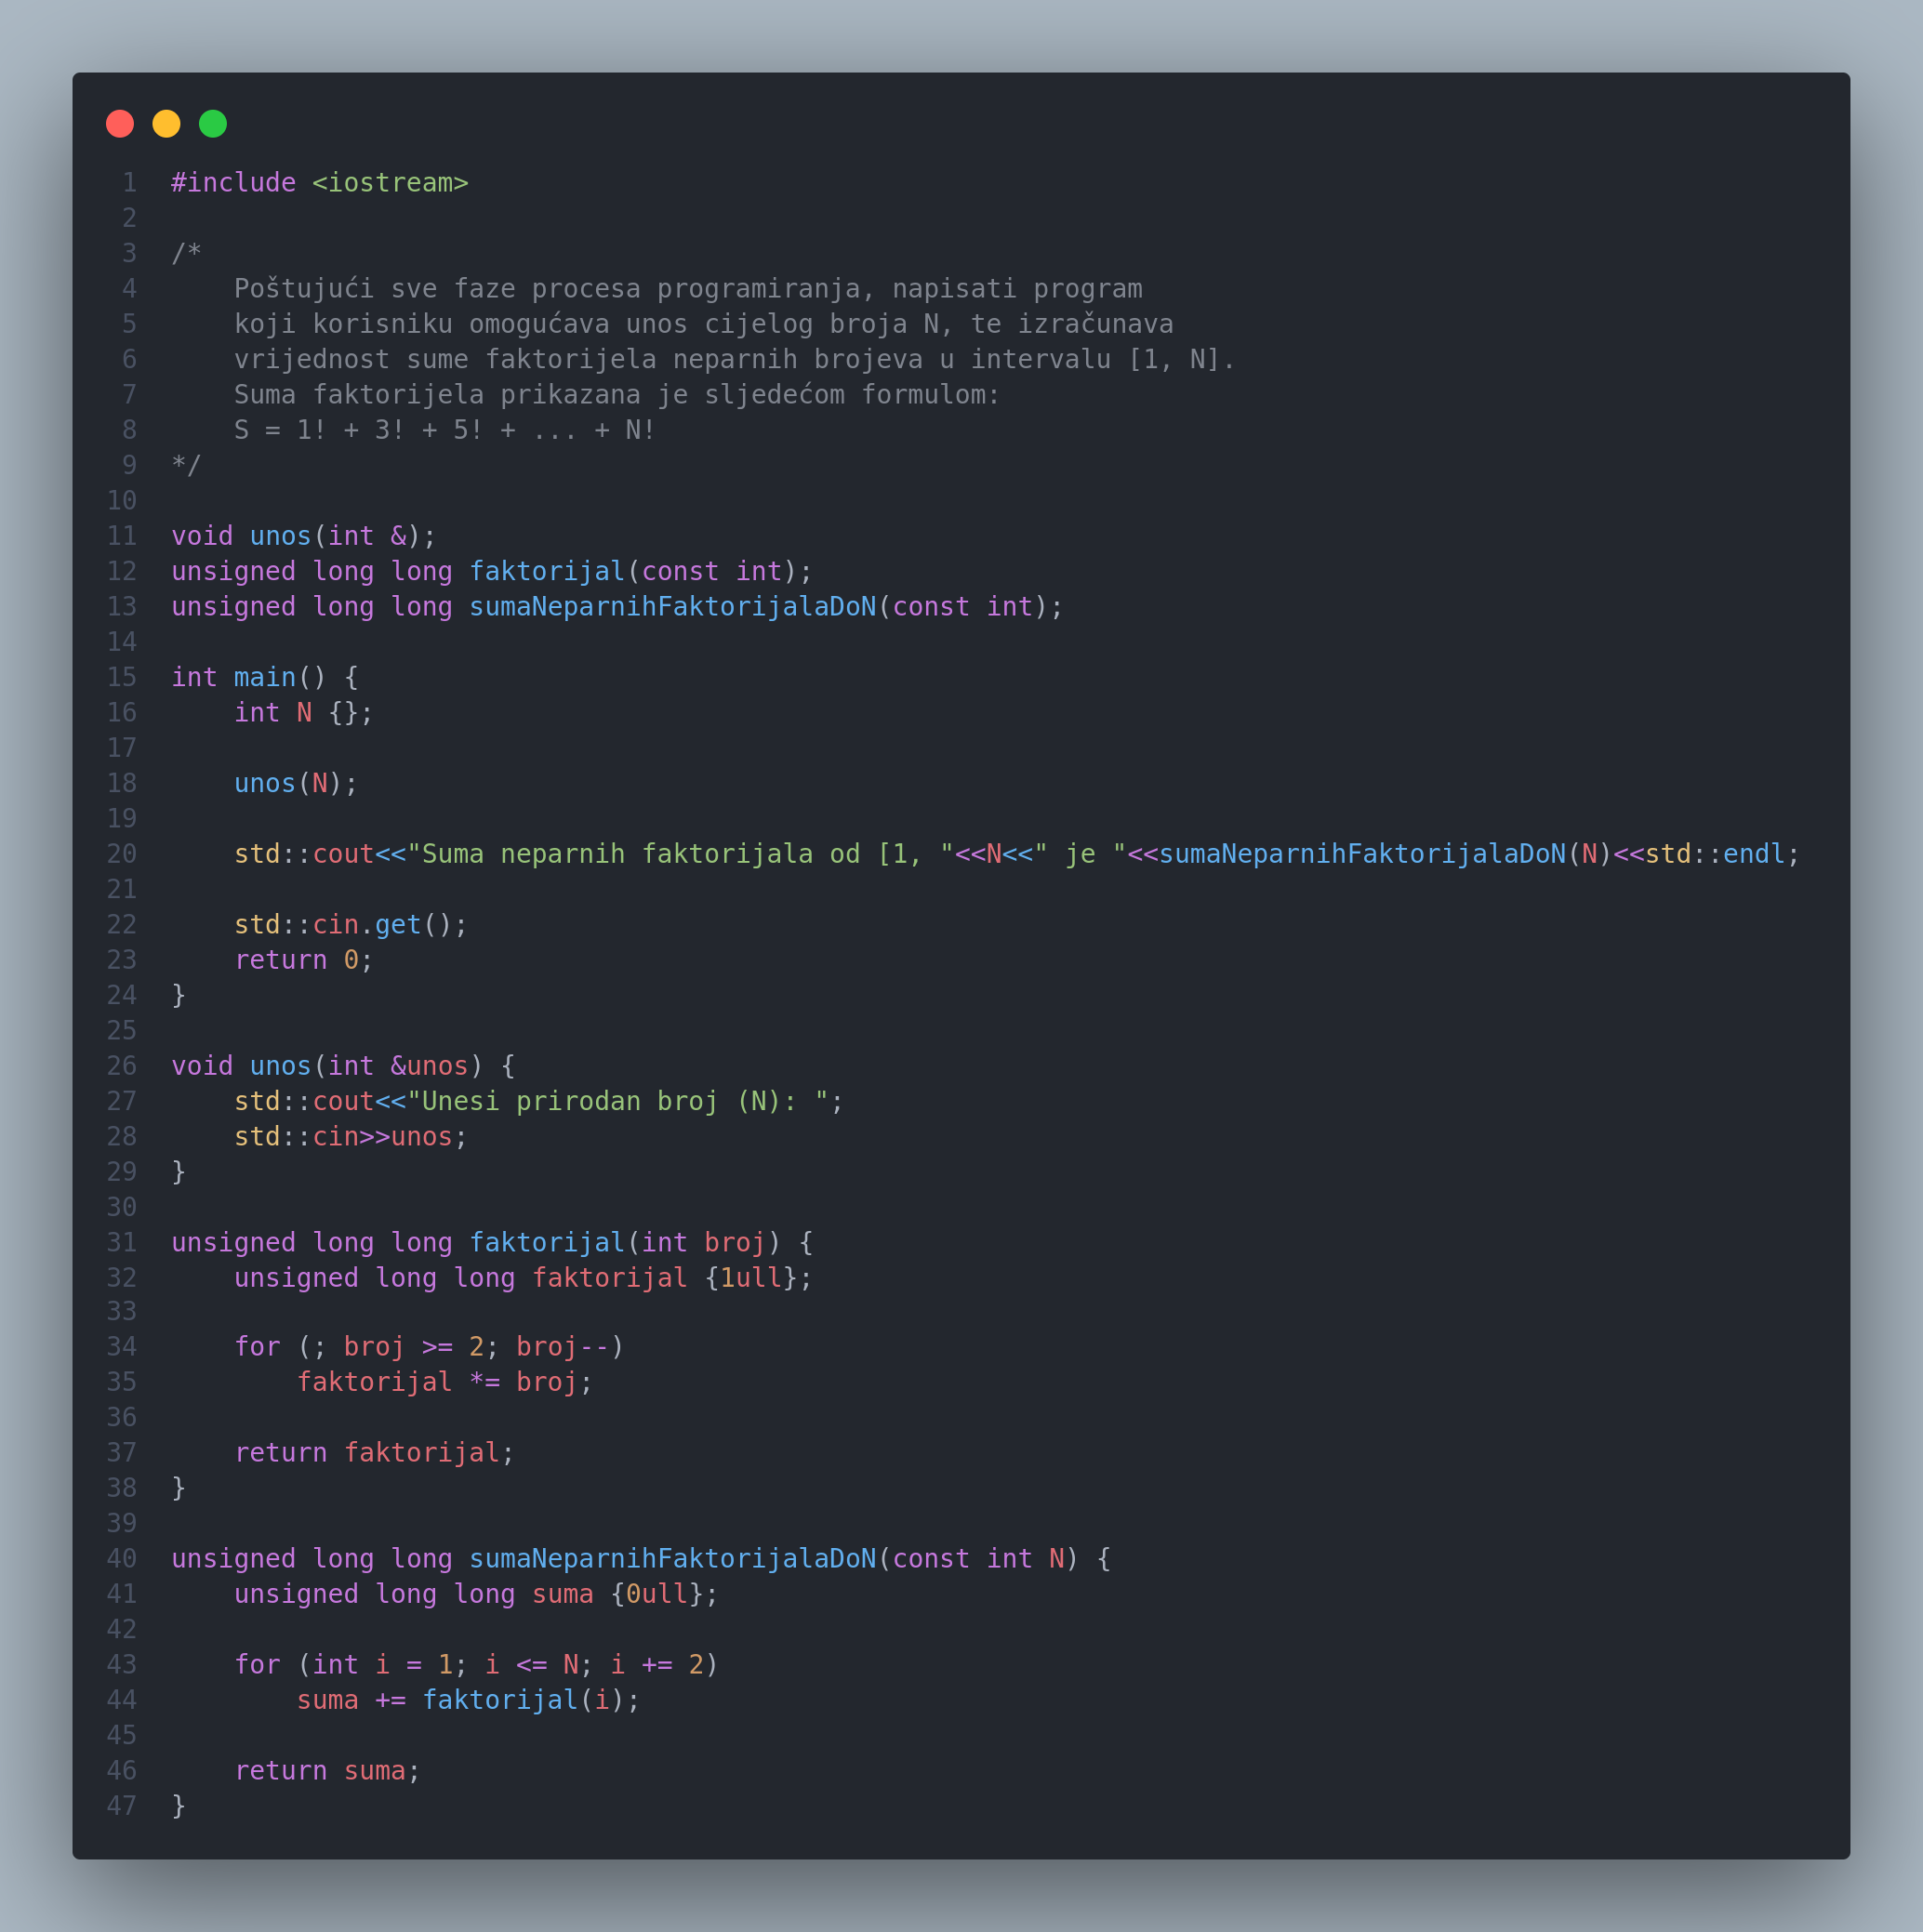 1 #include <iostream>
2
3 /*
4     Poštujući sve faze procesa programiranja, napisati program
5     koji korisniku omogućava unos cijelog broja N, te izračunava
6     vrijednost sume faktorijela neparnih brojeva u intervalu [1, N].
7     Suma faktorijela prikazana je sljedećom formulom:
8     S = 1! + 3! + 5! + ... + N!
9 */
10
11 void unos(int &);
12 unsigned long long faktorijal(const int);
13 unsigned long long sumaNeparnihFaktorijalaDoN(const int);
14
15 int main() {
16     int N {};
17
18     unos(N);
19
20     std::cout<<"Suma neparnih faktorijala od [1, "<<N<<" je "<<sumaNeparnihFaktorijalaDoN(N)<<std::endl;
21
22     std::cin.get();
23     return 0;
24 }
25
26 void unos(int &unos) {
27     std::cout<<"Unesi prirodan broj (N): ";
28     std::cin>>unos;
29 }
30
31 unsigned long long faktorijal(int broj) {
32     unsigned long long faktorijal {1ull};
33
34     for (; broj >= 2; broj--)
35         faktorijal *= broj;
36
37     return faktorijal;
38 }
39
40 unsigned long long sumaNeparnihFaktorijalaDoN(const int N) {
41     unsigned long long suma {0ull};
42
43     for (int i = 1; i <= N; i += 2)
44         suma += faktorijal(i);
45
46     return suma;
47 }